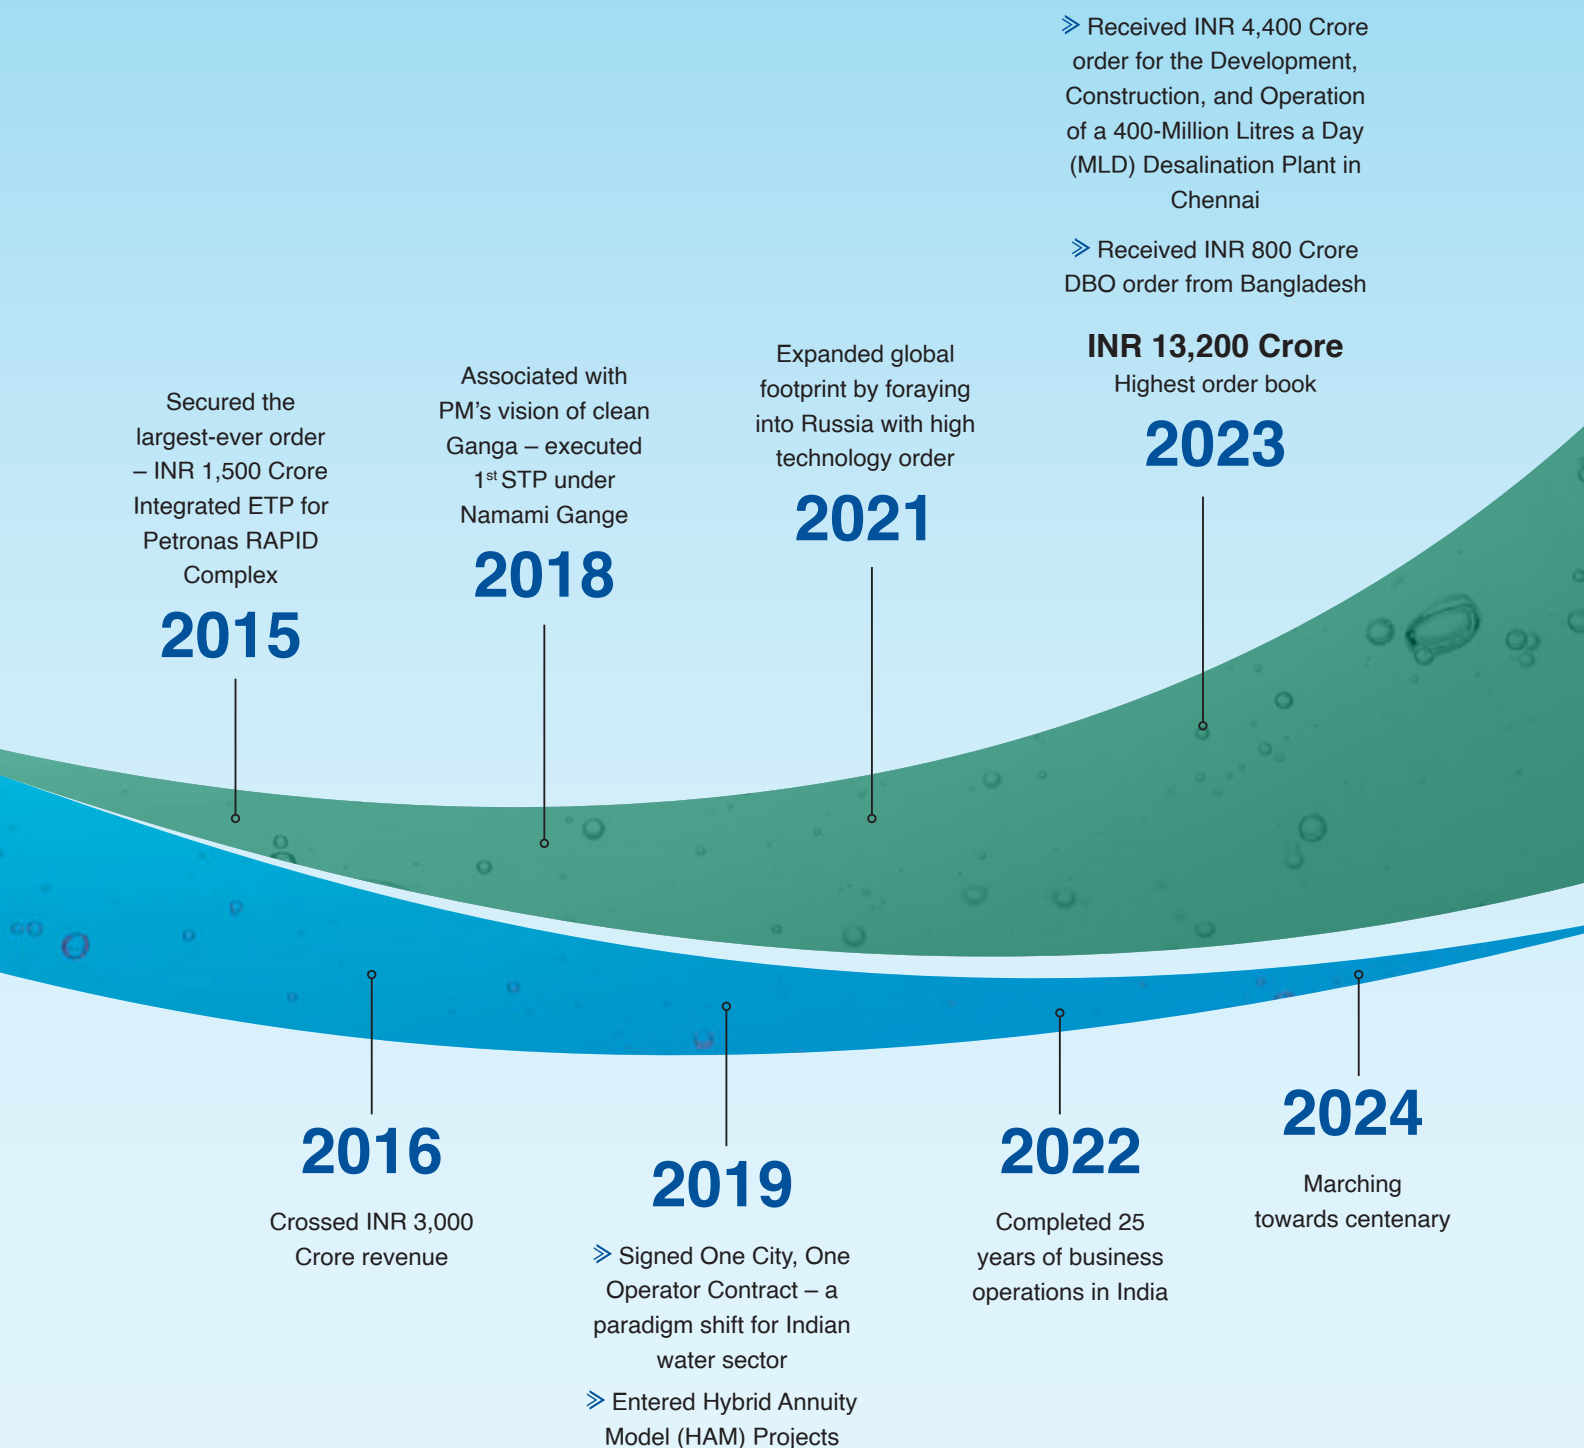 ≫ Received INR 4,400 Crore
order for the Development,
Construction, and Operation
of a 400-Million Litres a Day
(MLD) Desalination Plant in
Chennai
≫ Received INR 800 Crore
DBO order from Bangladesh
INR 13,200 Crore
Highest order book
2023
Expanded global
footprint by foraying
into Russia with high
technology order
2021
Associated with
PM’s vision of clean
Ganga – executed
1st STP under
Namami Gange
2018
Secured the
largest-ever order
– INR 1,500 Crore
Integrated ETP for
Petronas RAPID
Complex
2015
2016
Crossed INR 3,000
Crore revenue
2019
≫ Signed One City, One
Operator Contract – a
paradigm shift for Indian
water sector
≫ Entered Hybrid Annuity
Model (HAM) Projects
2022
Completed 25
years of business
operations in India
2024
Marching
towards centenary